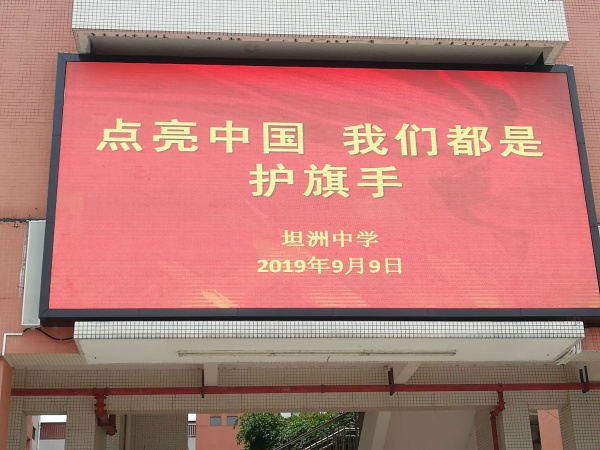 点亮中国 我们都是
护旗手
坦洲中学
2019年9月9日